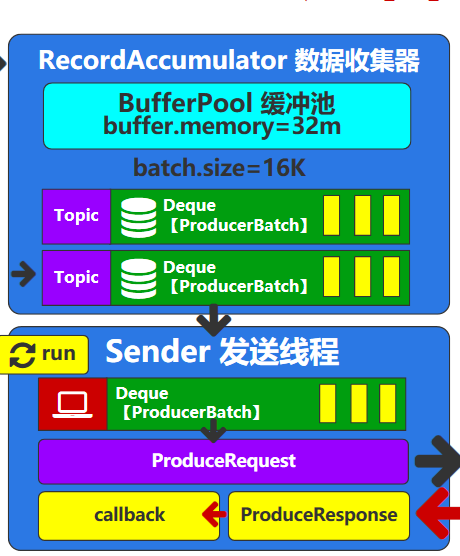 RecordAccumulator 数据收集器
BufferPool 缓冲池
buffer.memory=32m
batch.size=16K
Topic
Deque
【ProducerBatch】
Topic
Deque
【ProducerBatch】
run
Sender 发送线程
Deque
【ProducerBatch】
ProduceRequest
callback
ProduceResponse